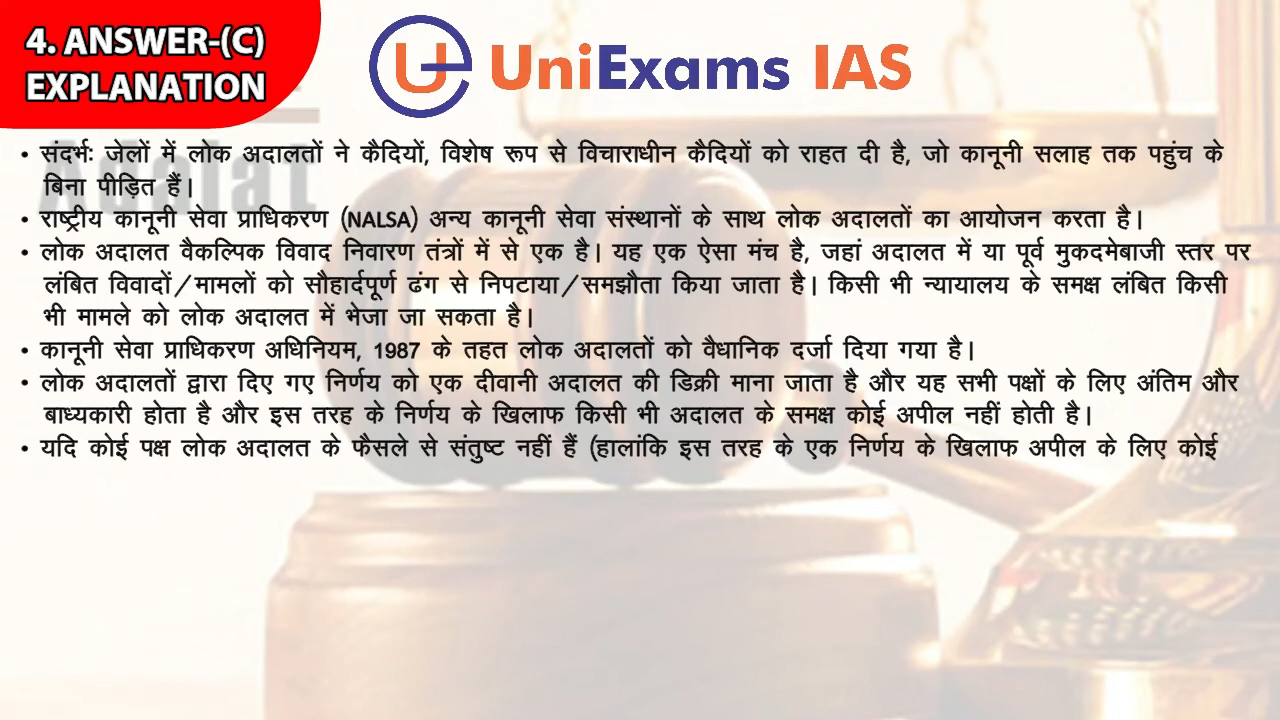 4. ANSWER-(C)
EXPLANATION
UniExams IAS
• संदर्भः जेलों में लोक अदालतों ने कैदियों, विशेष रूप से विचाराधीन कैदियों को राहत दी है, जो कानूनी सलाह तक पहुंच के
बिना पीड़ित हैं।
• राष्ट्रीय कानूनी सेवा प्राधिकरण (NALSA) अन्य कानूनी सेवा संस्थानों के साथ लोक अदालतों का आयोजन करता है।
• लोक अदालत वैकल्पिक विवाद निवारण तंत्रों में से एक है। यह एक ऐसा मंच है, जहां अदालत में या पूर्व मुकदमेबाजी स्तर पर
लंबित विवादों/मामलों को सौहार्दपूर्ण ढंग से निपटाया/समझौता किया जाता है। किसी भी न्यायालय के समक्ष लंबित किसी
भी मामले को लोक अदालत में भेजा जा सकता है।
• कानूनी सेवा प्राधिकरण अधिनियम, 1987 के तहत लोक अदालतों को वैधानिक दर्जा दिया गया है।
• लोक अदालतों द्वारा दिए गए निर्णय को एक दीवानी अदालत की डिक्री माना जाता है और यह सभी पक्षों के लिए अंतिम और
बाध्यकारी होता है और इस तरह के निर्णय के खिलाफ किसी भी अदालत के समक्ष कोई अपील नहीं होती है।
• यदि कोई पक्ष लोक अदालत के फैसले से संतुष्ट नहीं हैं (हालांकि इस तरह के एक निर्णय के खिलाफ अपील के लिए कोई